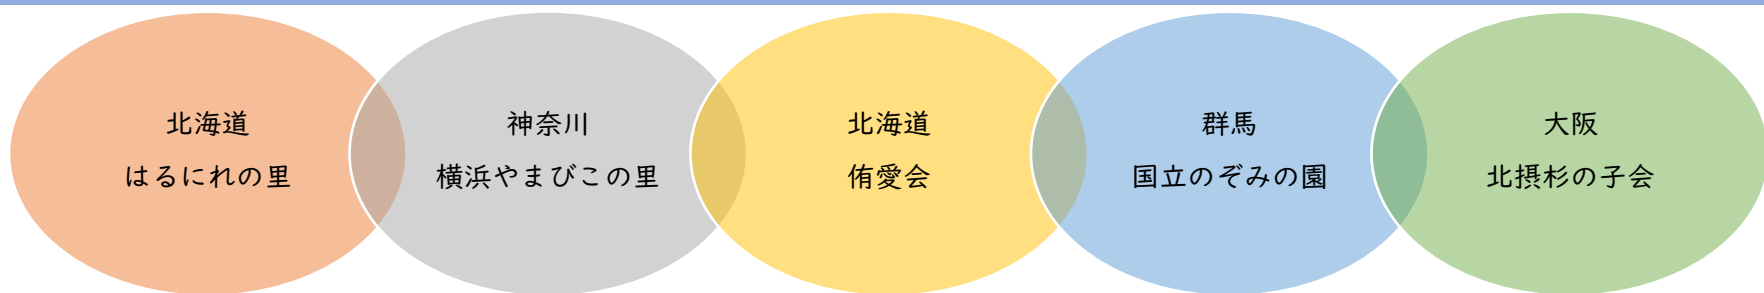 北海道
はるにれの里
神奈川
横浜やまびこの里
北海道
侑愛会
群馬
国立のぞみの園
大阪
北摂杉の子会